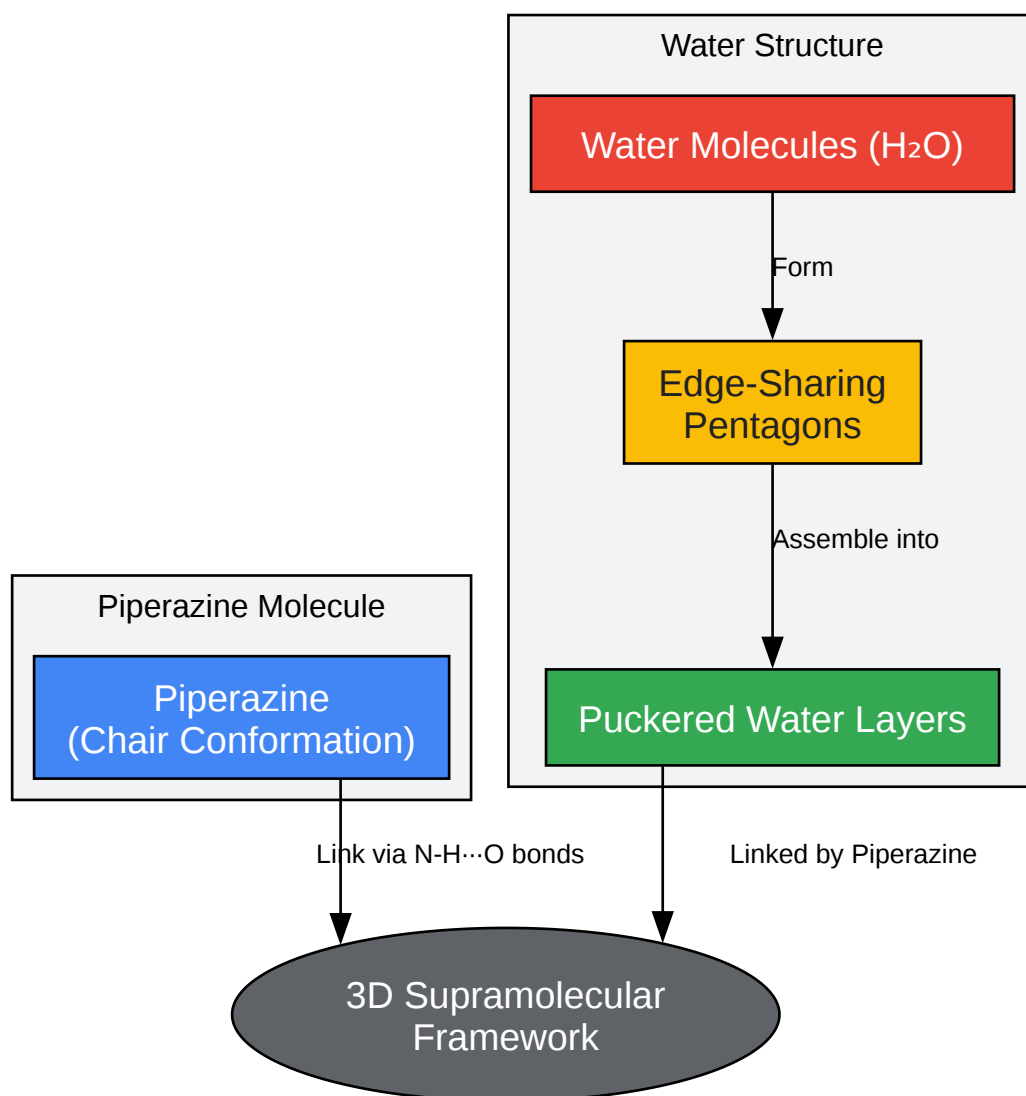 Water Structure
Water Molecules (H₂O)
Form
Edge-Sharing
Pentagons
Assemble into
Piperazine Molecule
Piperazine
(Chair Conformation)
Puckered Water Layers
Link via N-H···O bonds
Linked by Piperazine
3D Supramolecular
Framework